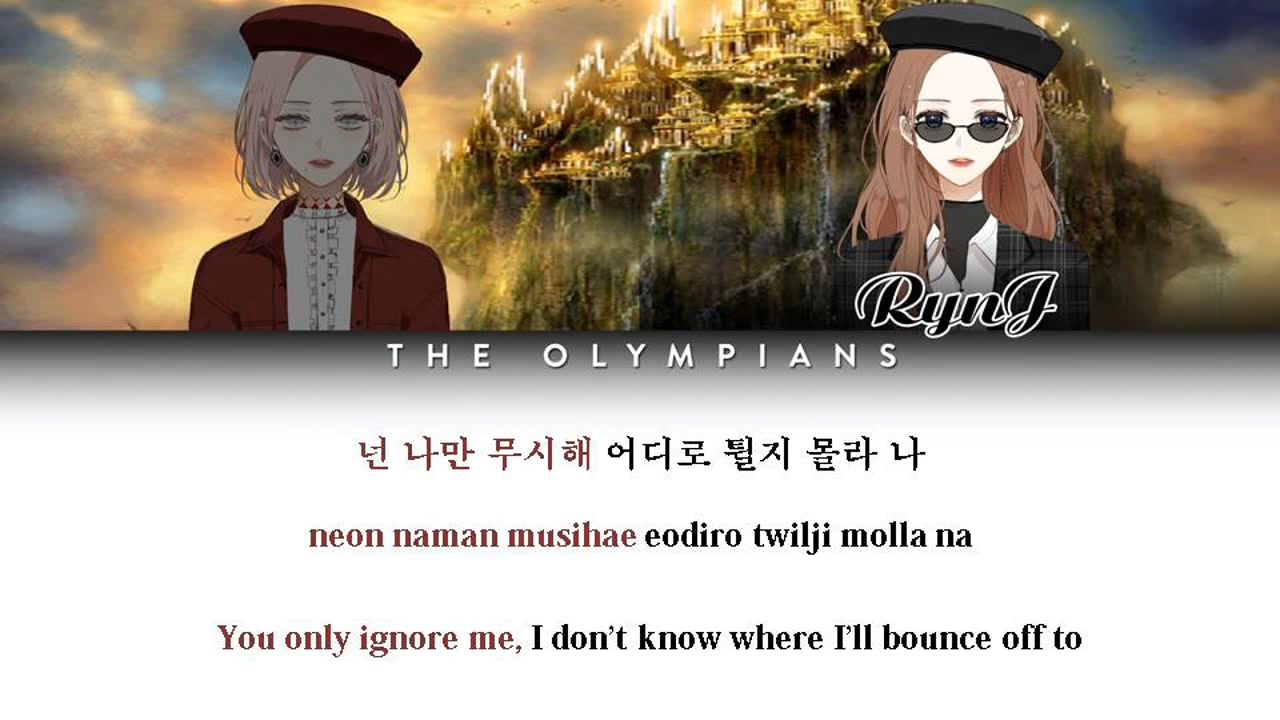 RynJ
THE OLYMPIANS
넌 나만 무시해 어디로 튈지 몰라 나
neon naman musihae eodiro twilji molla na
You only ignore me, I don't know where I'll bounce off to